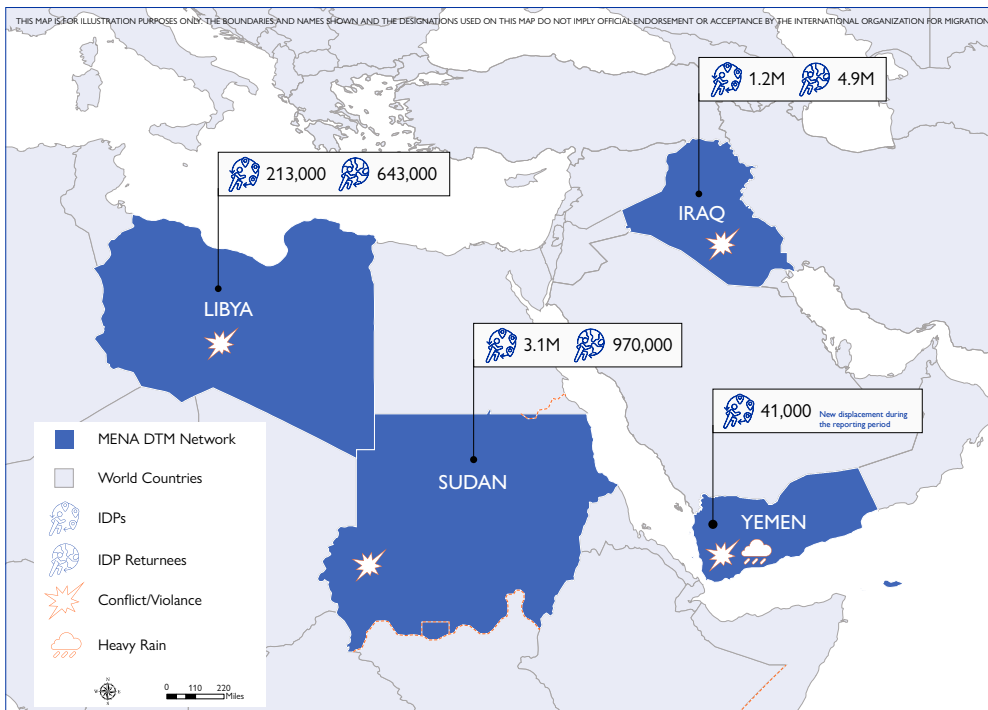 THIS MAP IS FOR ILLUSTRATION PURPOSES ONLY. THE BOUNDARIES AND NAMES SHOWN AND THE DESIGNATIONS USED ON THIS MAP DO NOT IMPLY OFFICIAL ENDORSEMENT OR ACCEPTANCE BY THE INTERNATIONAL ORGANIZATION FOR MIGRATION
1.2M 4.9M
213,000 643,000
IRAQ
LIBYA
3.1M 970,000
41,000 New displacement during
the reporting period
SUDAN
YEMEN
MENA DTM Network
World Countries
IDPs
IDP Returnees
Conflict/Violance
Heavy Rain
N
W E
S
0 110 220
Miles